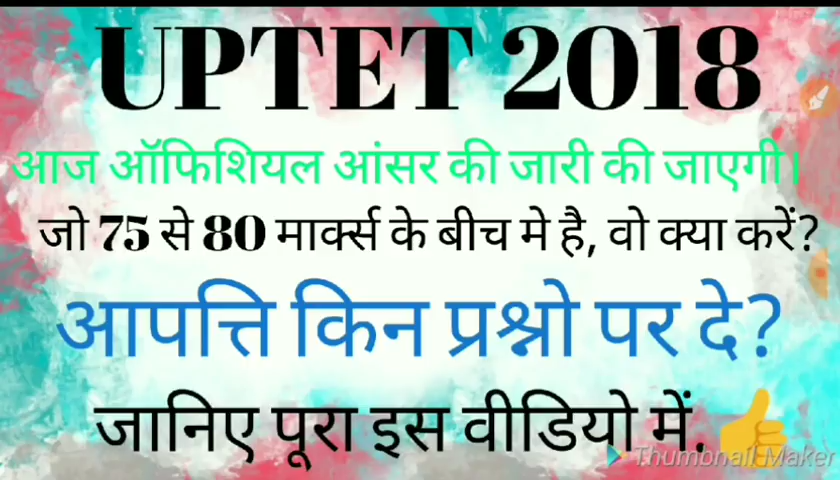 UPTET 2018
आज ऑफिशियल आंसर की जारी की जाएगी।
जो 75 से 80 मार्क्स के बीच मे है, वो क्या करें?
आपत्ति किन प्रश्नो पर दे?
जानिए पूरा इस वीडियो में.
Thumbnail Maker